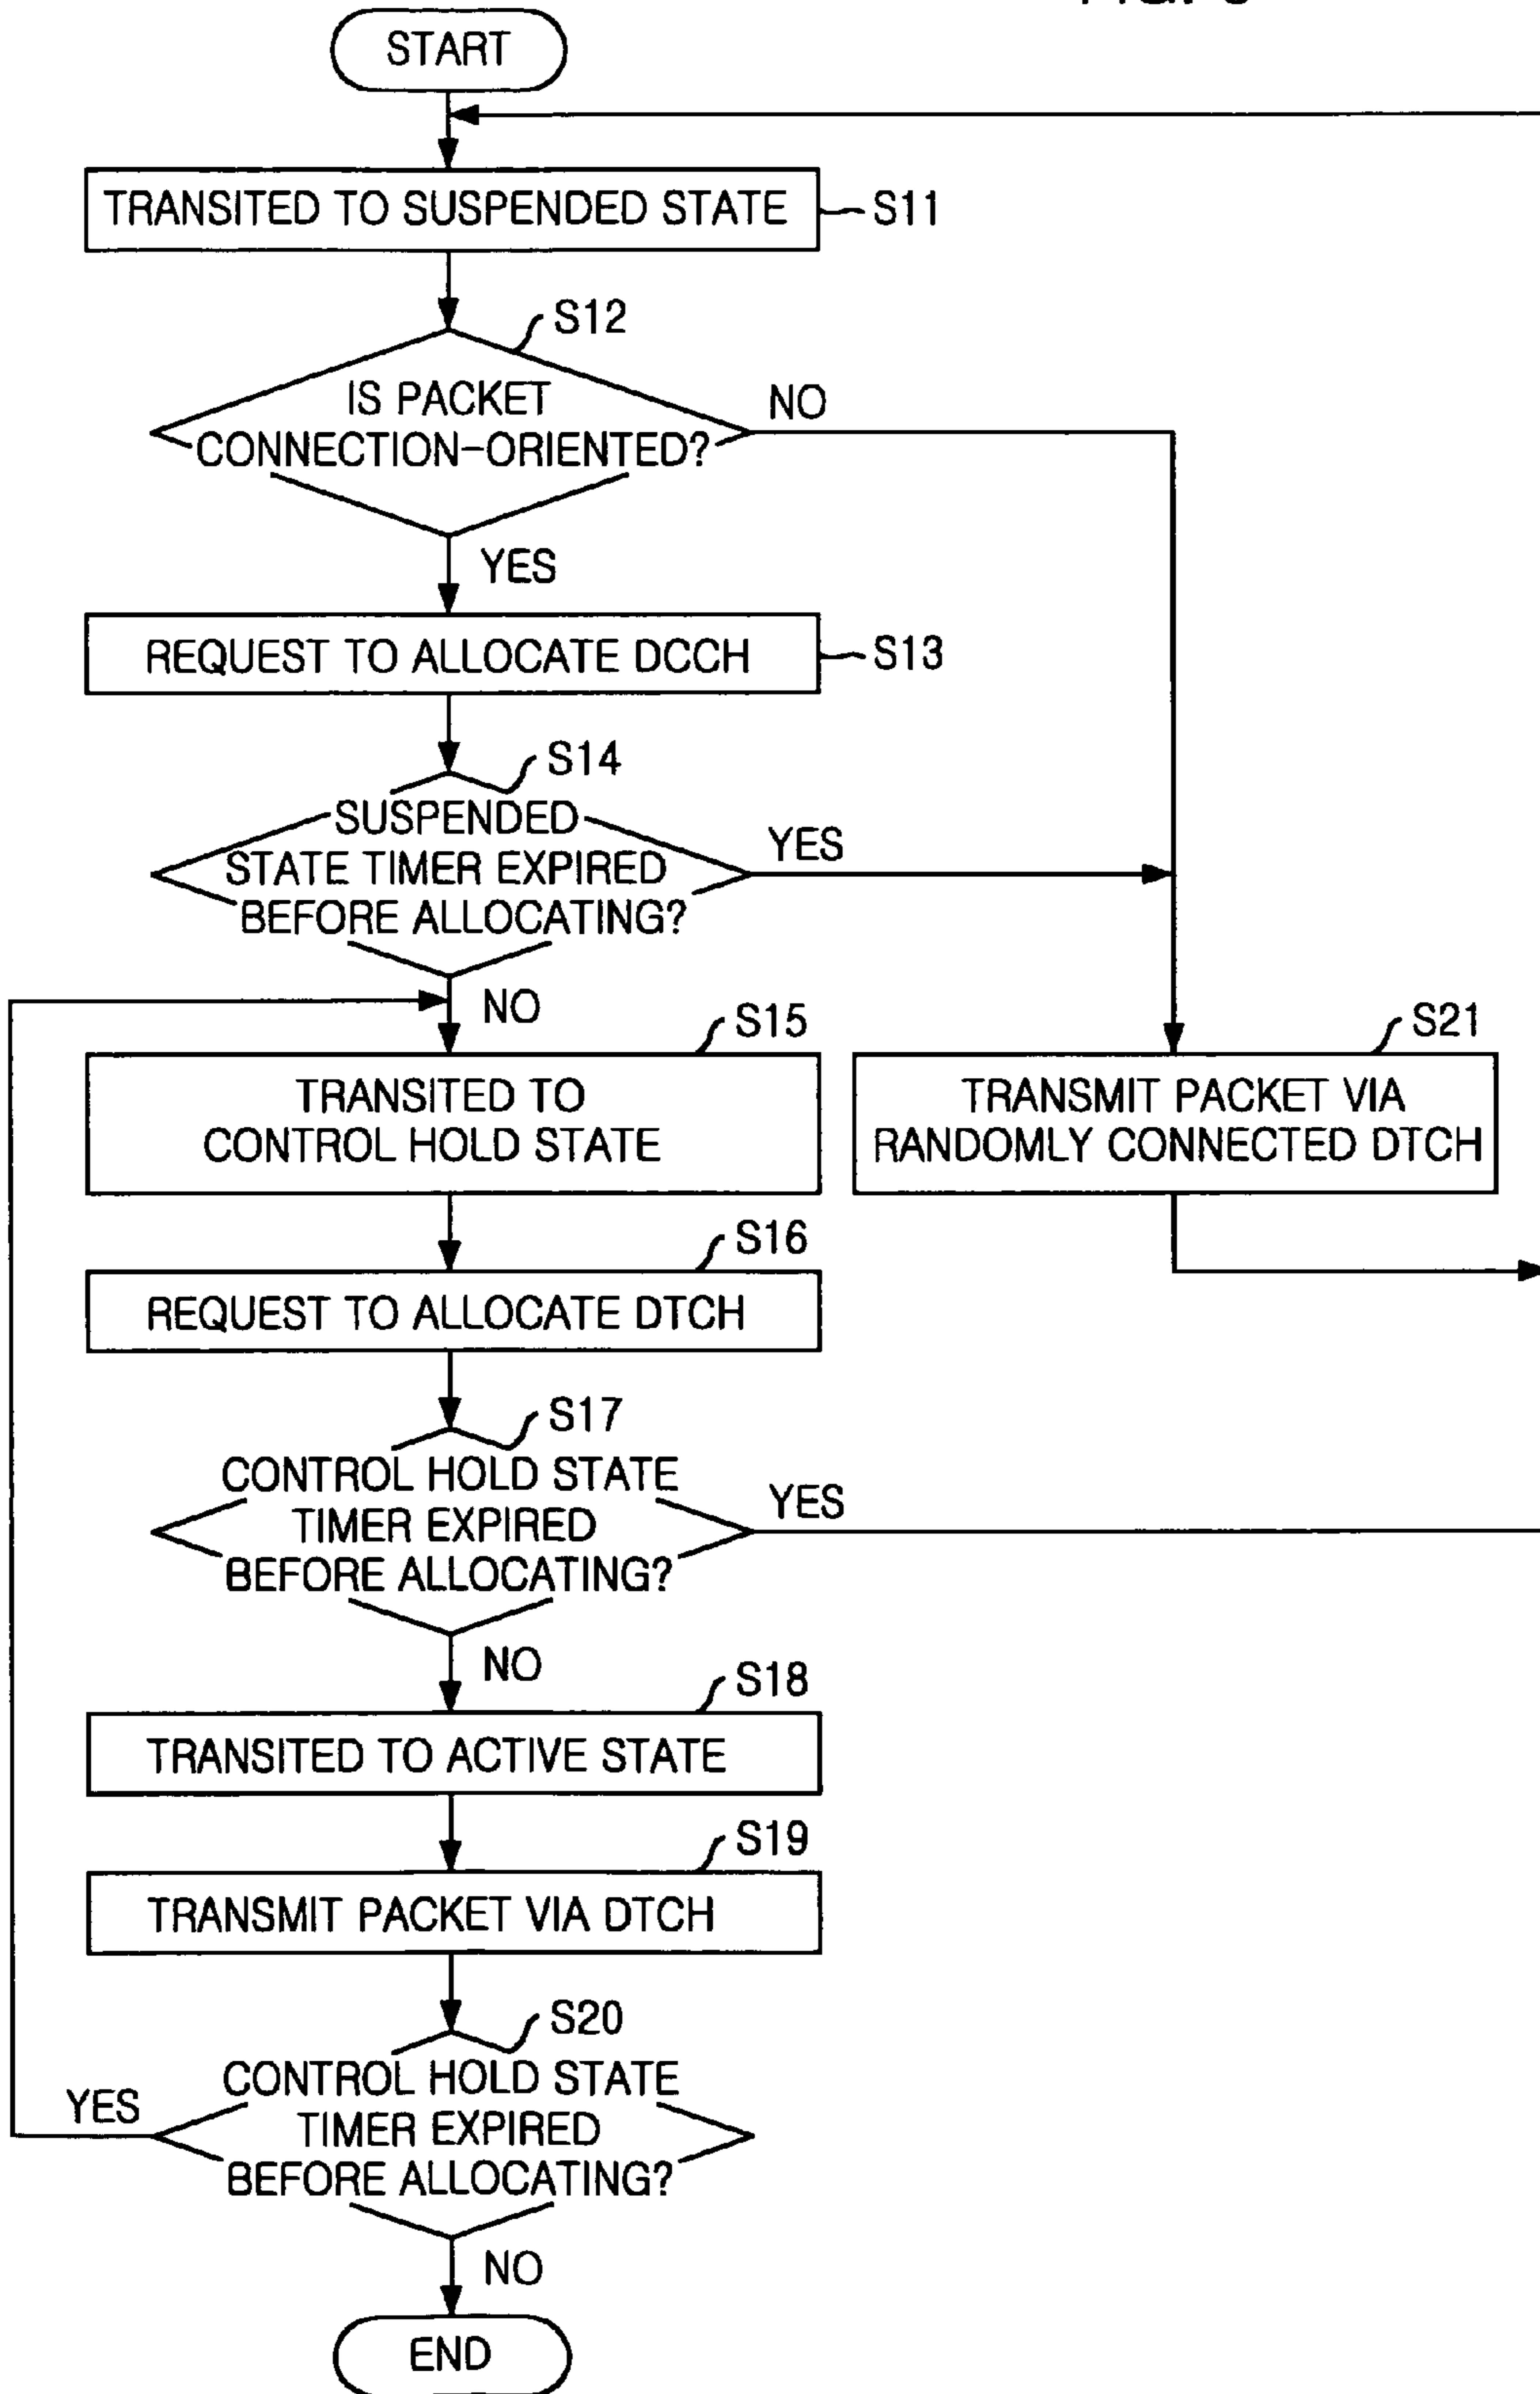 START
TRANSITED TO SUSPENDED STATE
S11
S12
IS PACKET
CONNECTION-ORIENTED?
NO
YES
REQUEST TO ALLOCATE DCCH
S13
S14
SUSPENDED
STATE TIMER EXPIRED
BEFORE ALLOCATING?
YES
NO
S15
TRANSITED TO
CONTROL HOLD STATE
S21
TRANSMIT PACKET VIA
RANDOMLY CONNECTED DTCH
S16
REQUEST TO ALLOCATE DTCH
S17
CONTROL HOLD STATE
TIMER EXPIRED
BEFORE ALLOCATING?
YES
NO
S18
TRANSITED TO ACTIVE STATE
S19
TRANSMIT PACKET VIA DTCH
S20
CONTROL HOLD STATE
TIMER EXPIRED
BEFORE ALLOCATING?
YES
NO
END